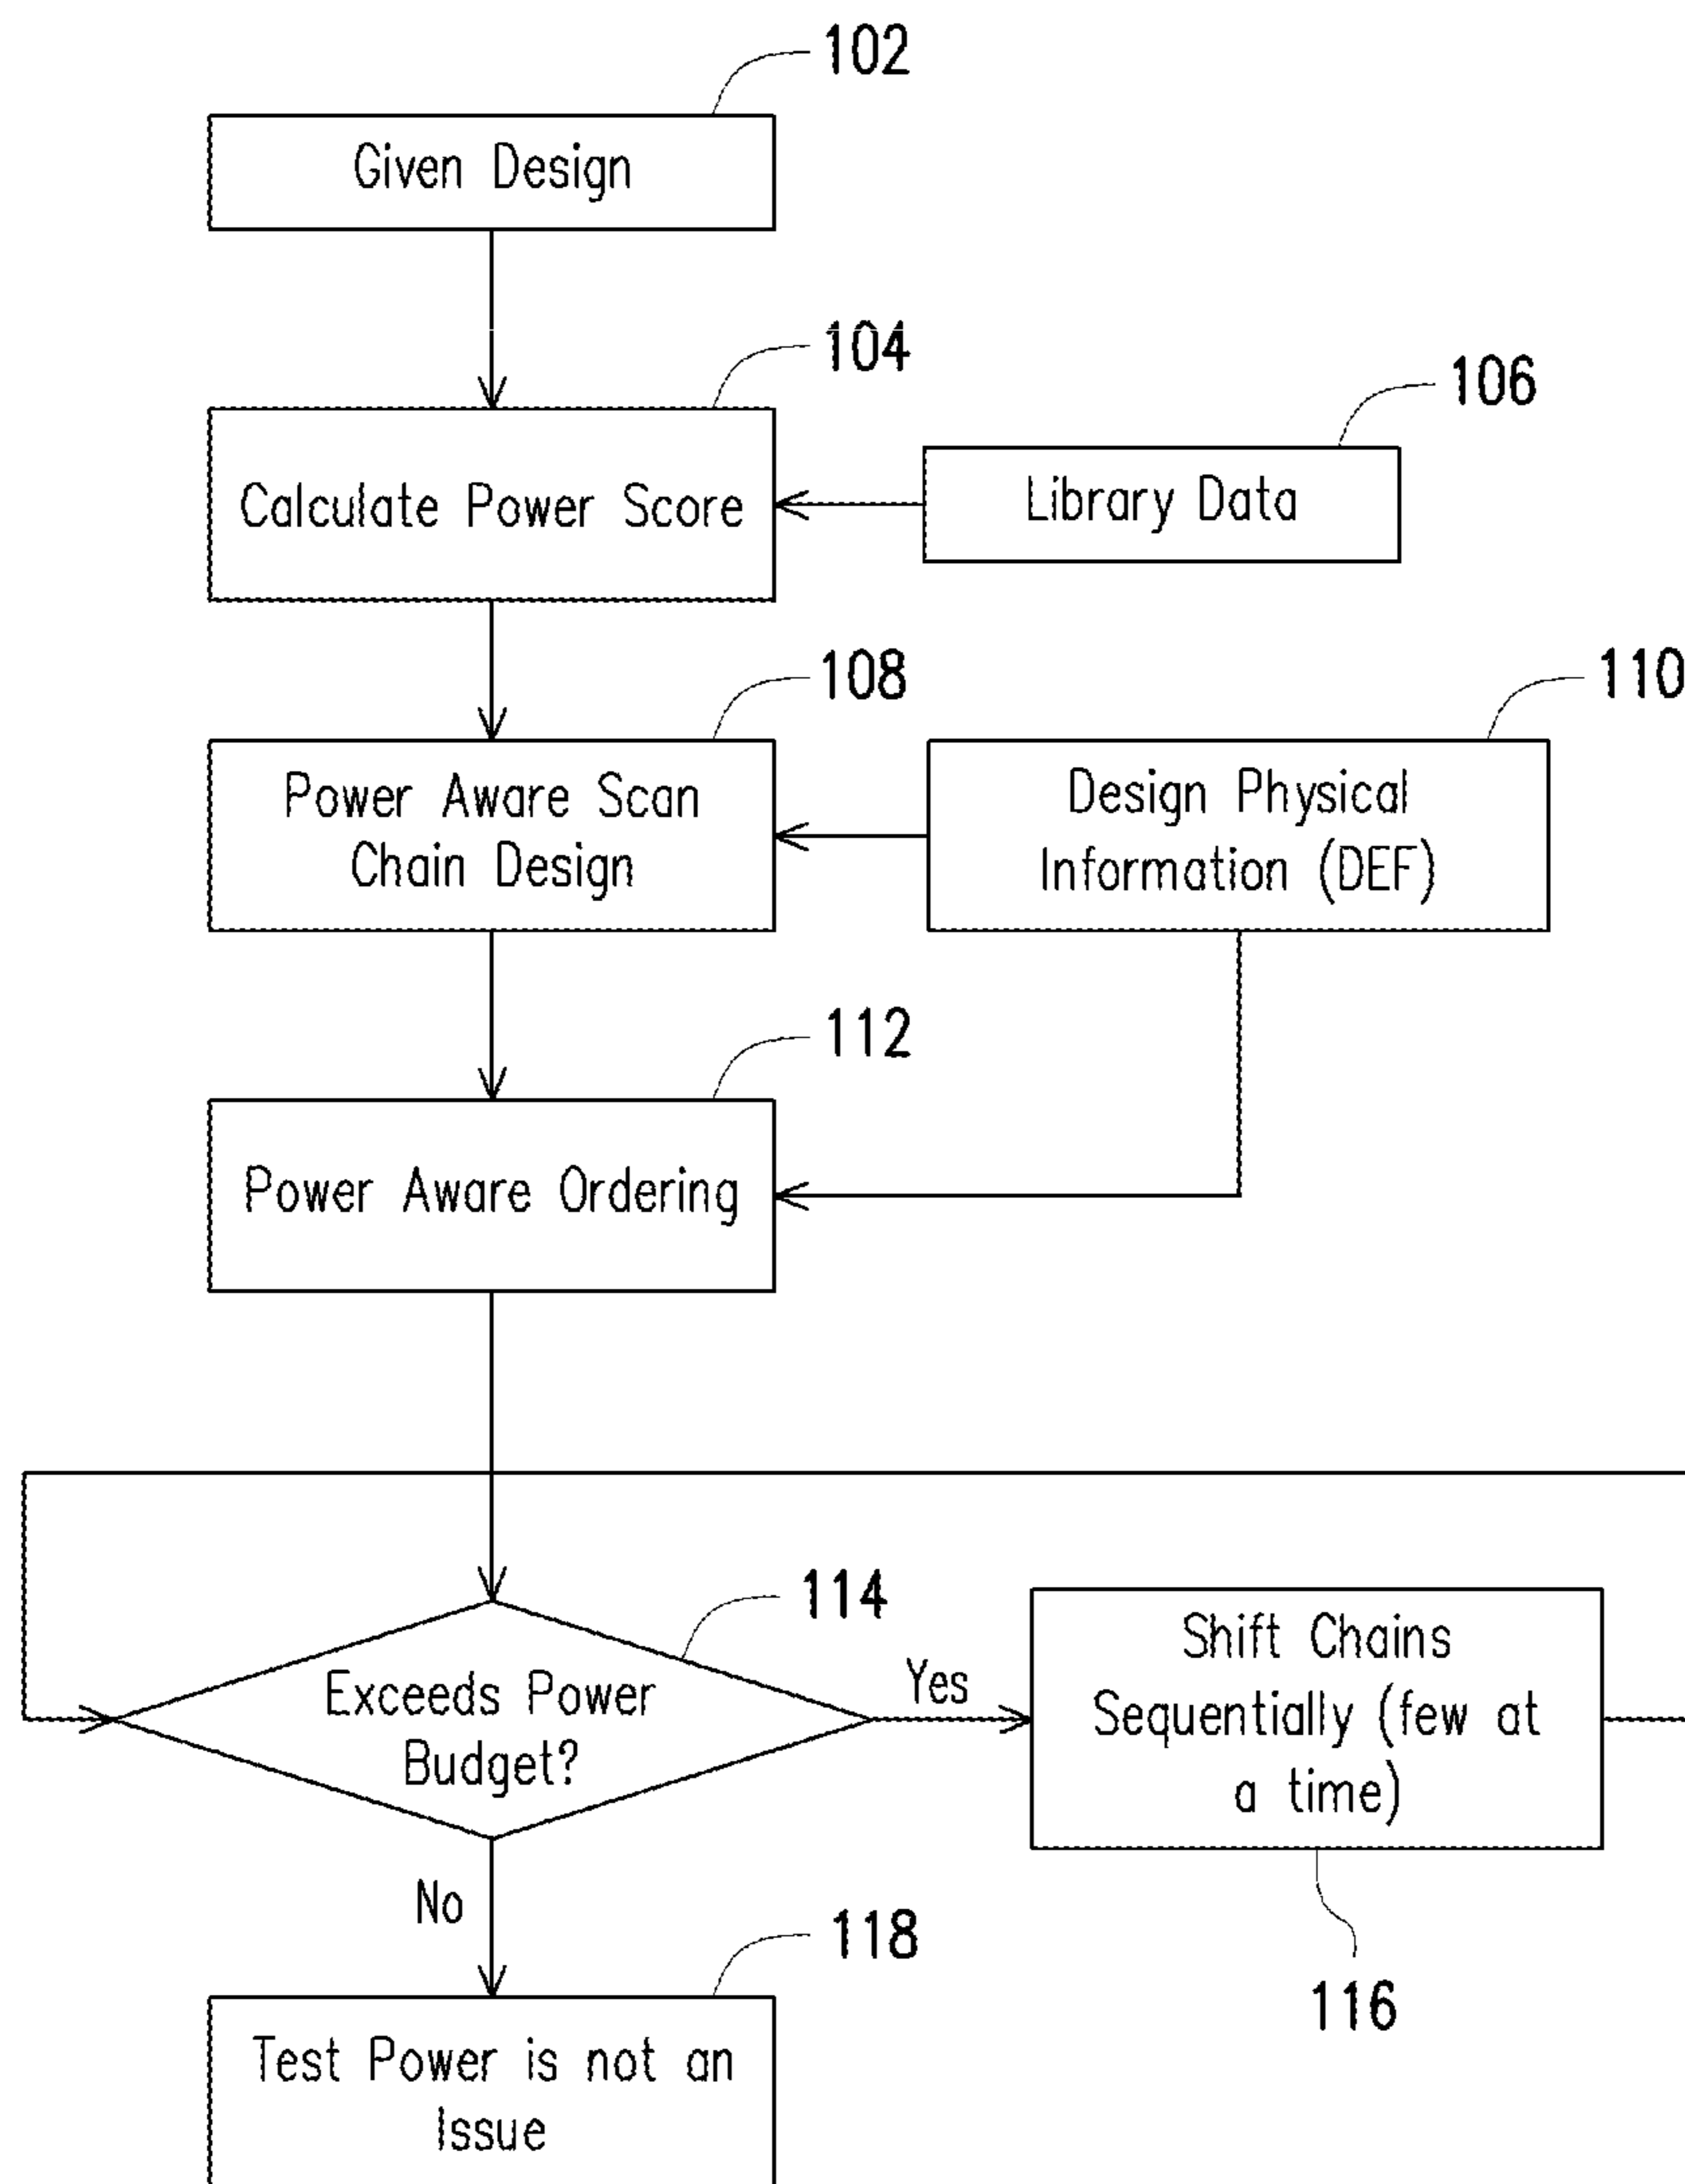 102
Given Design
104
106
Calculate Power Score
Library Data
108
110
Power Aware Scan
Chain Design
Design Physical
Information (DEF)
112
Power Aware Ordering
114
Exceeds Power
Budget?
Yes
Shift Chains
Sequentially (few at
a time)
116
No
118
Test Power is not an
Issue